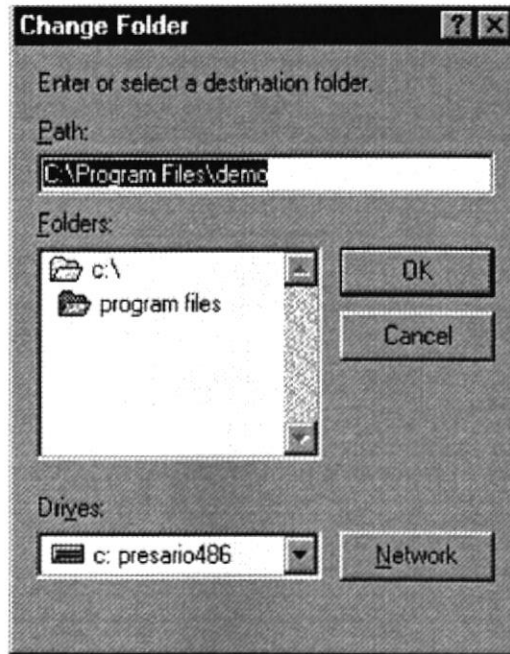 Change Folder
Enter or select a destination folder.
Path:
C:\Program Files\demo
Folders:
c:\
program files
OK
Cancel
Drives:
c: presario486
Network